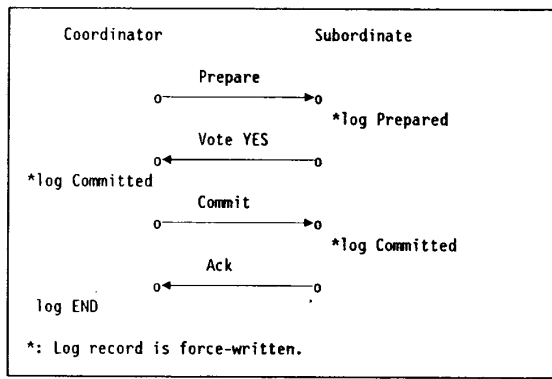 Coordinator Subordinate
Prepare
*log Prepared
Vote YES
*log Committed
Commit
*log Committed
Ack
log END
*: Log record is force-written.